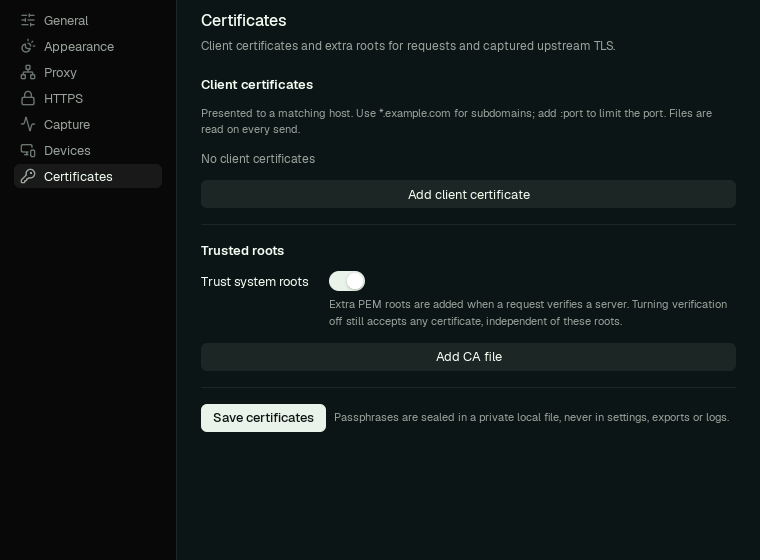 General
Appearance
Proxy
HTTPS
Capture
Devices
Certificates
Certificates
Client certificates and extra roots for requests and captured upstream TLS.
Client certificates
Presented to a matching host. Use *.example.com for subdomains; add :port to limit the port. Files are
read on every send.
No client certificates
Add client certificate
Trusted roots
Trust system roots
Extra PEM roots are added when a request verifies a server. Turning verification
off still accepts any certificate, independent of these roots.
Add CA file
Save certificates
Passphrases are sealed in a private local file, never in settings, exports or logs.